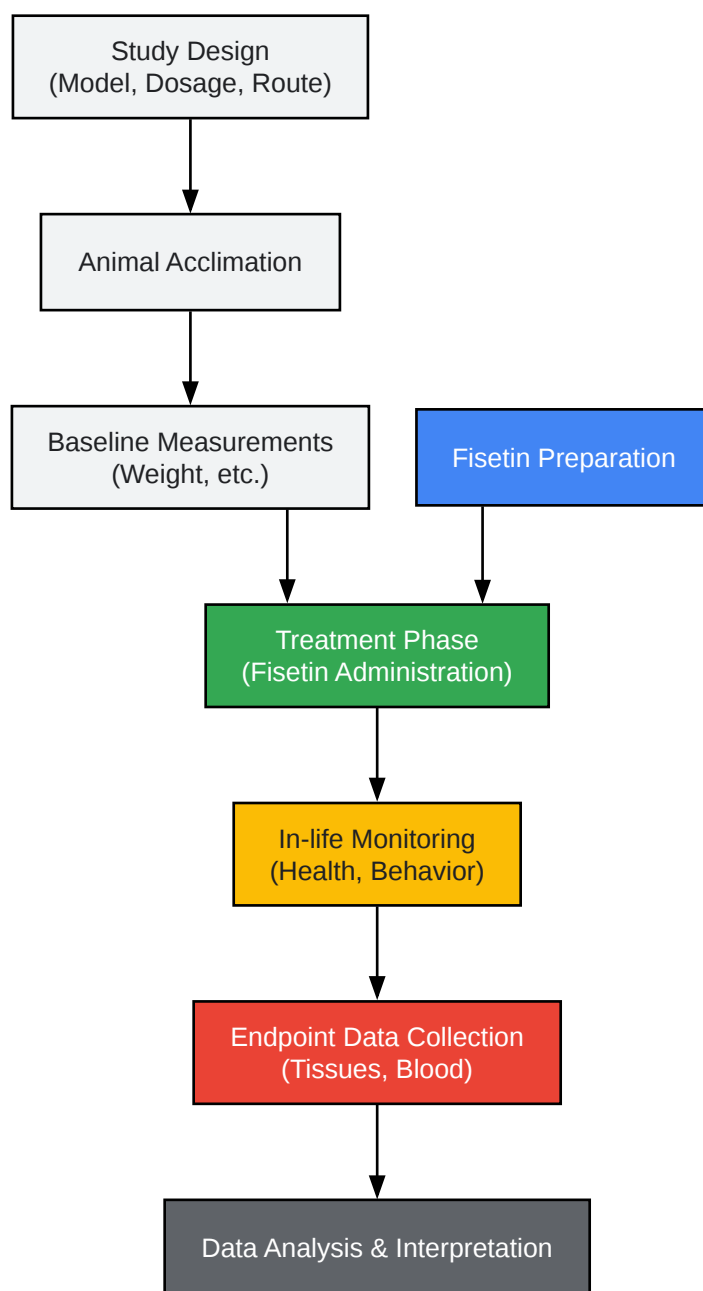 Study Design
(Model, Dosage, Route)
Animal Acclimation
Baseline Measurements
(Weight, etc.)
Fisetin Preparation
Treatment Phase
(Fisetin Administration)
In-life Monitoring
(Health, Behavior)
Endpoint Data Collection
(Tissues, Blood)
Data Analysis & Interpretation